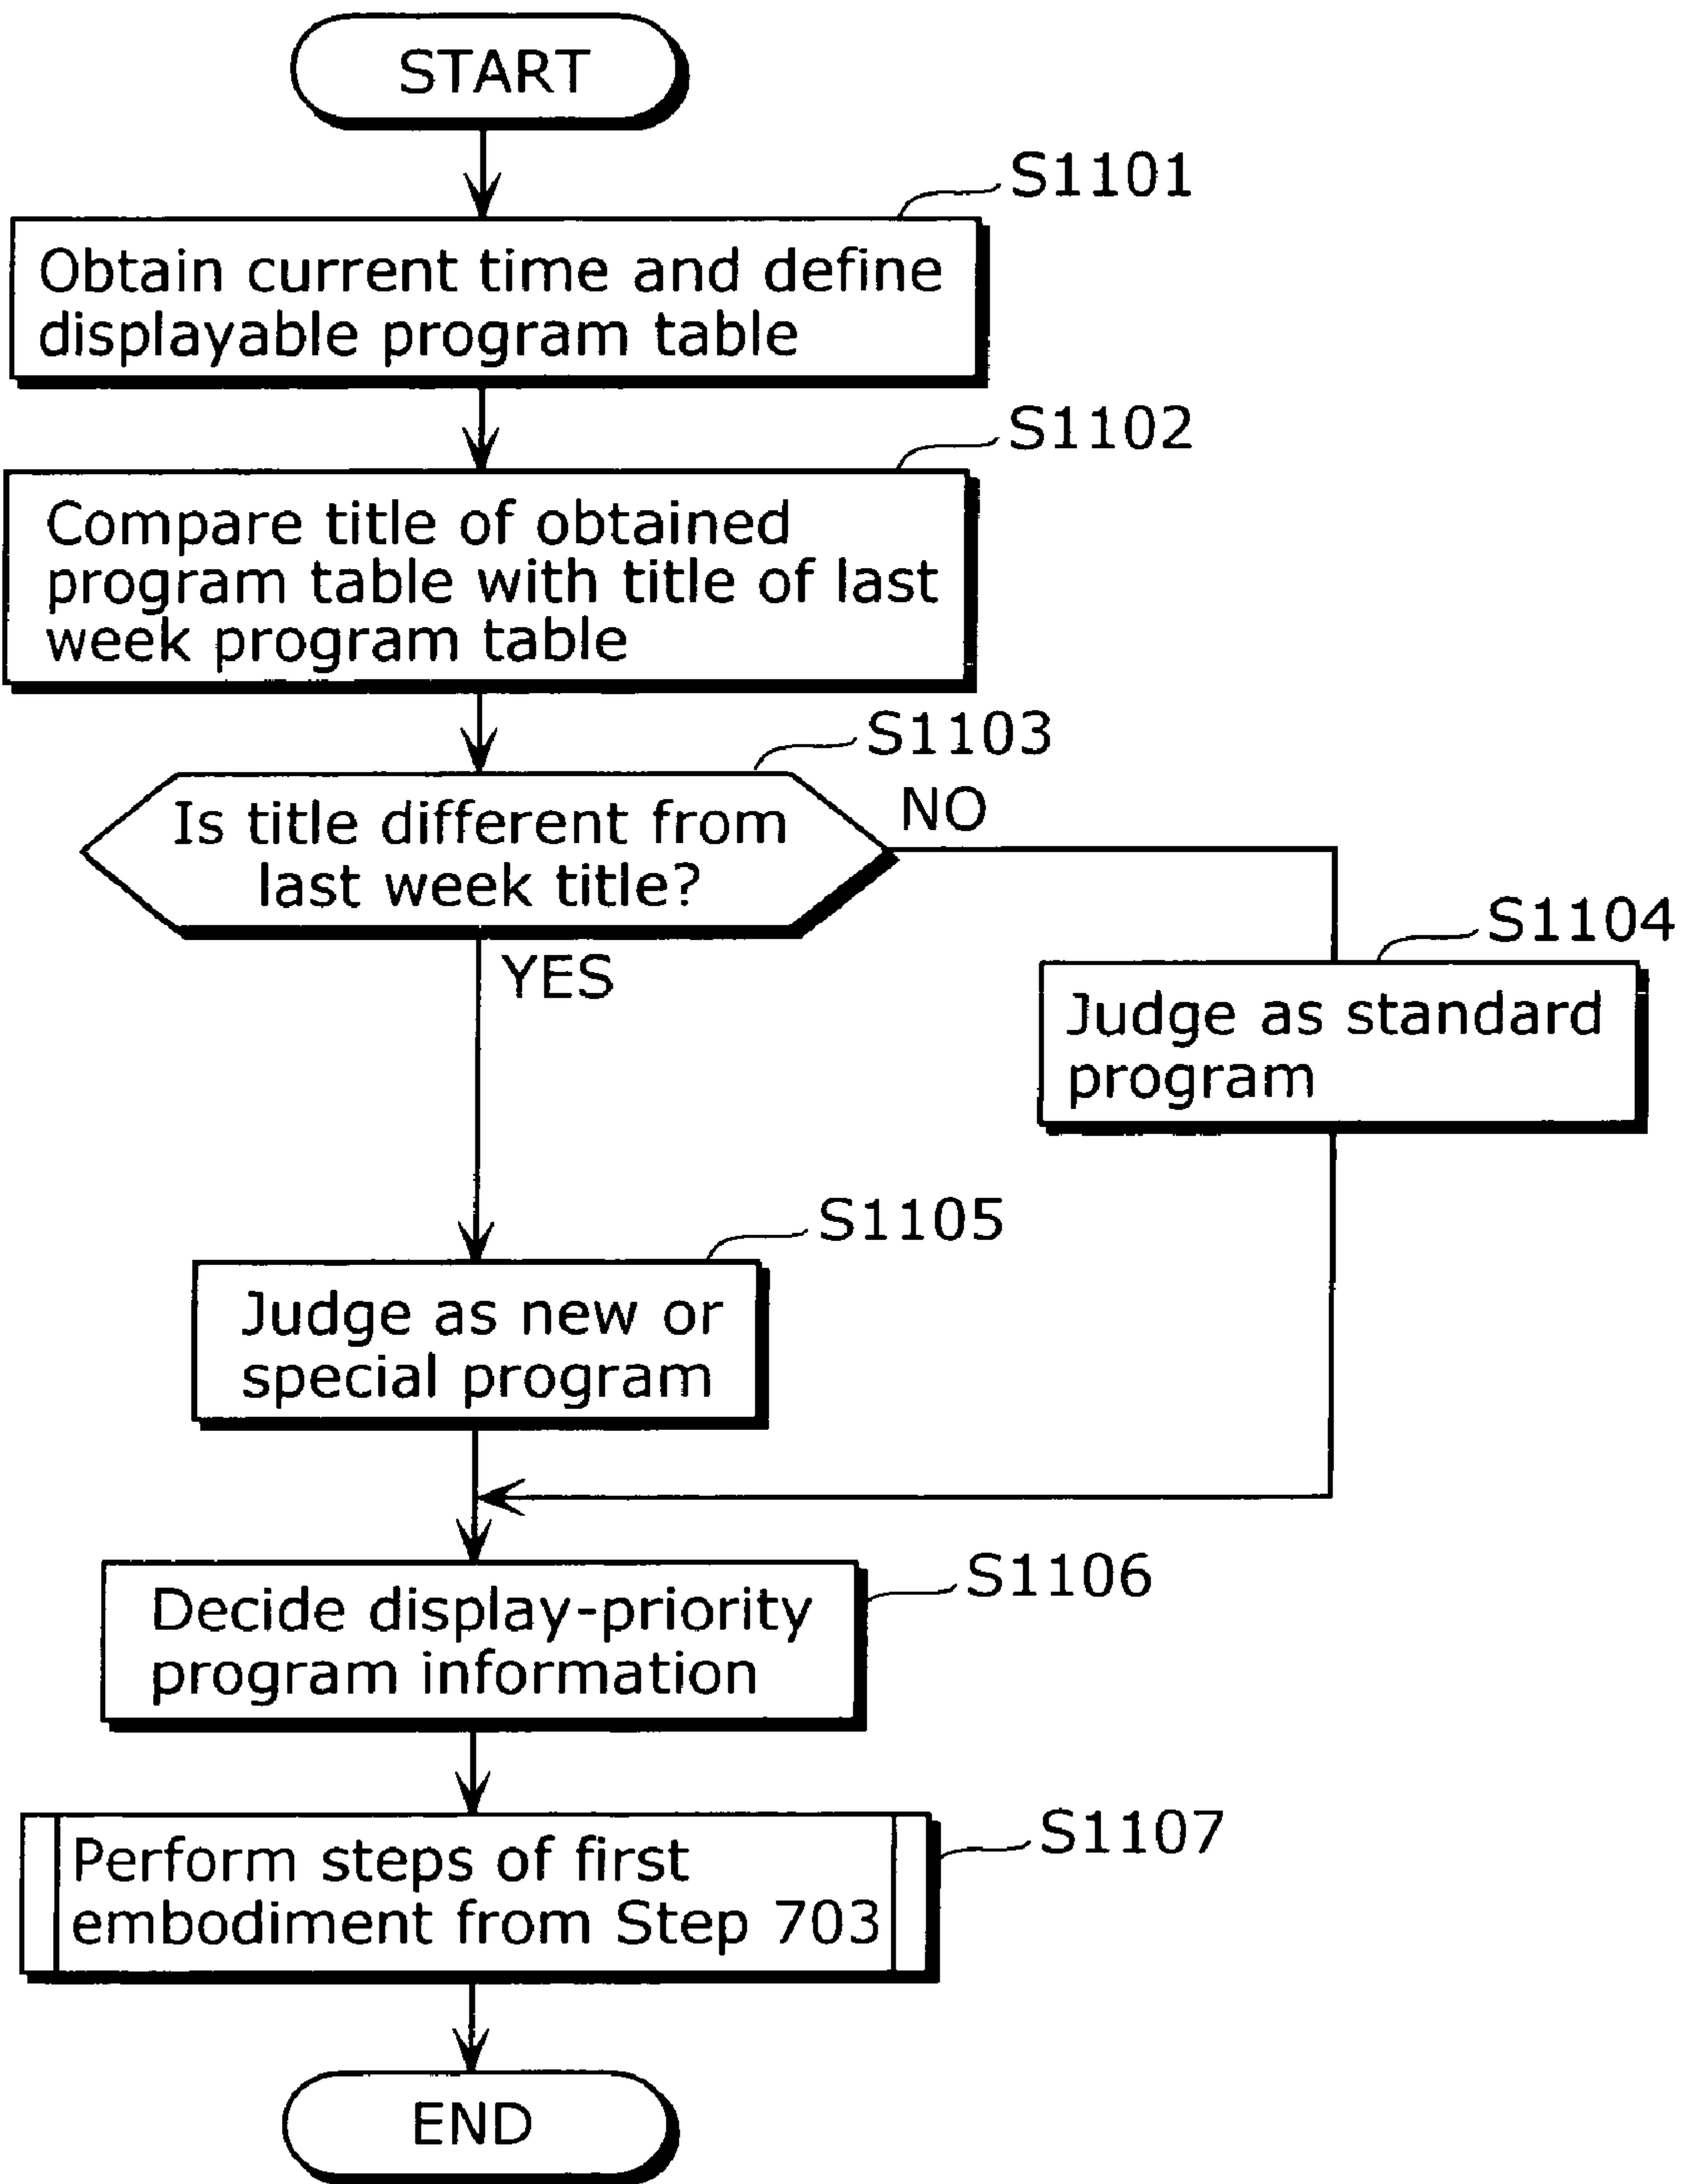 START
S1101
Obtain current time and define
displayable program table
S1102
Compare title of obtained
program table with title of last
week program table
S1103
Is title different from
last week title?
NO
YES
S1104
Judge as standard
program
S1105
Judge as new or
special program
S1106
Decide display-priority
program information
S1107
Perform steps of first
embodiment from Step 703
END